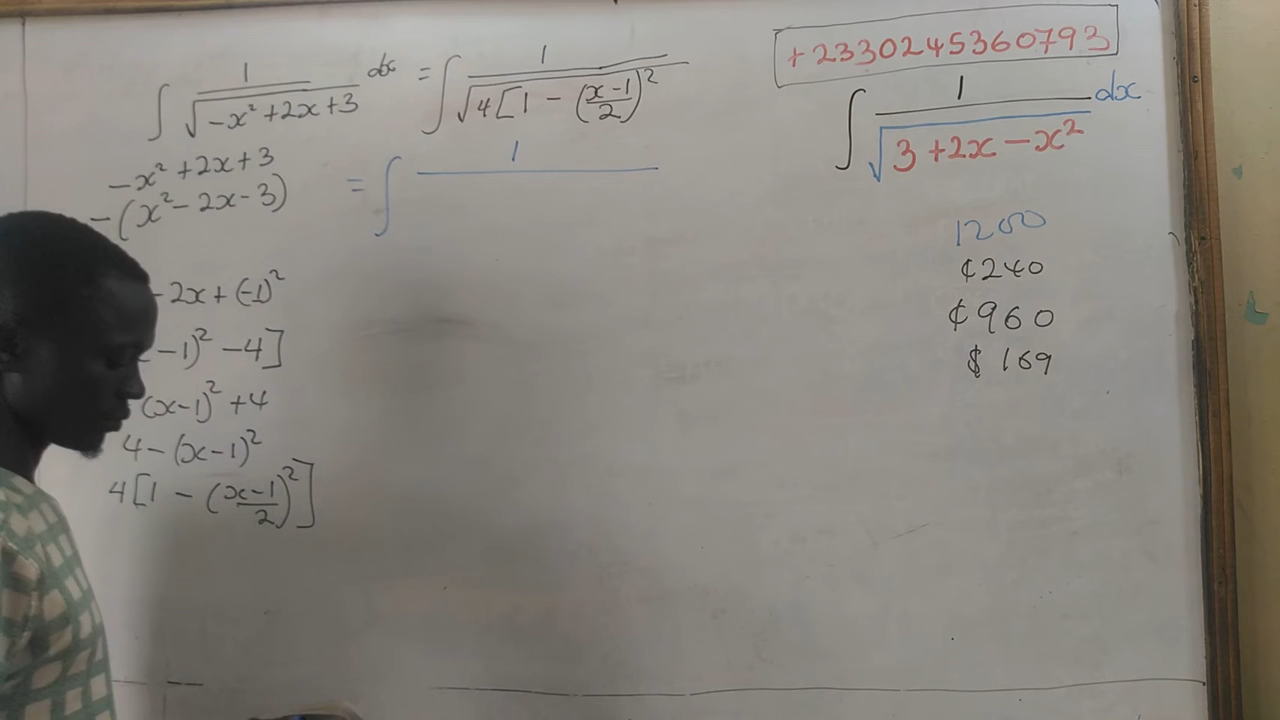 ∫ 1/√(-x² + 2x + 3) dx = ∫ 1/√(4[1 - ((x-1)/2)²
-x² + 2x + 3
-(x² - 2x - 3)
= ∫ 1
- 2x + (-1)²
-1)² - 4]
(x-1)² + 4
4 - (x-1)²
4[1 - ((x-1)/2)²]
+2330245360793
∫ 1/√(3 + 2x - x²) dx
1200
¢240
¢960
$169